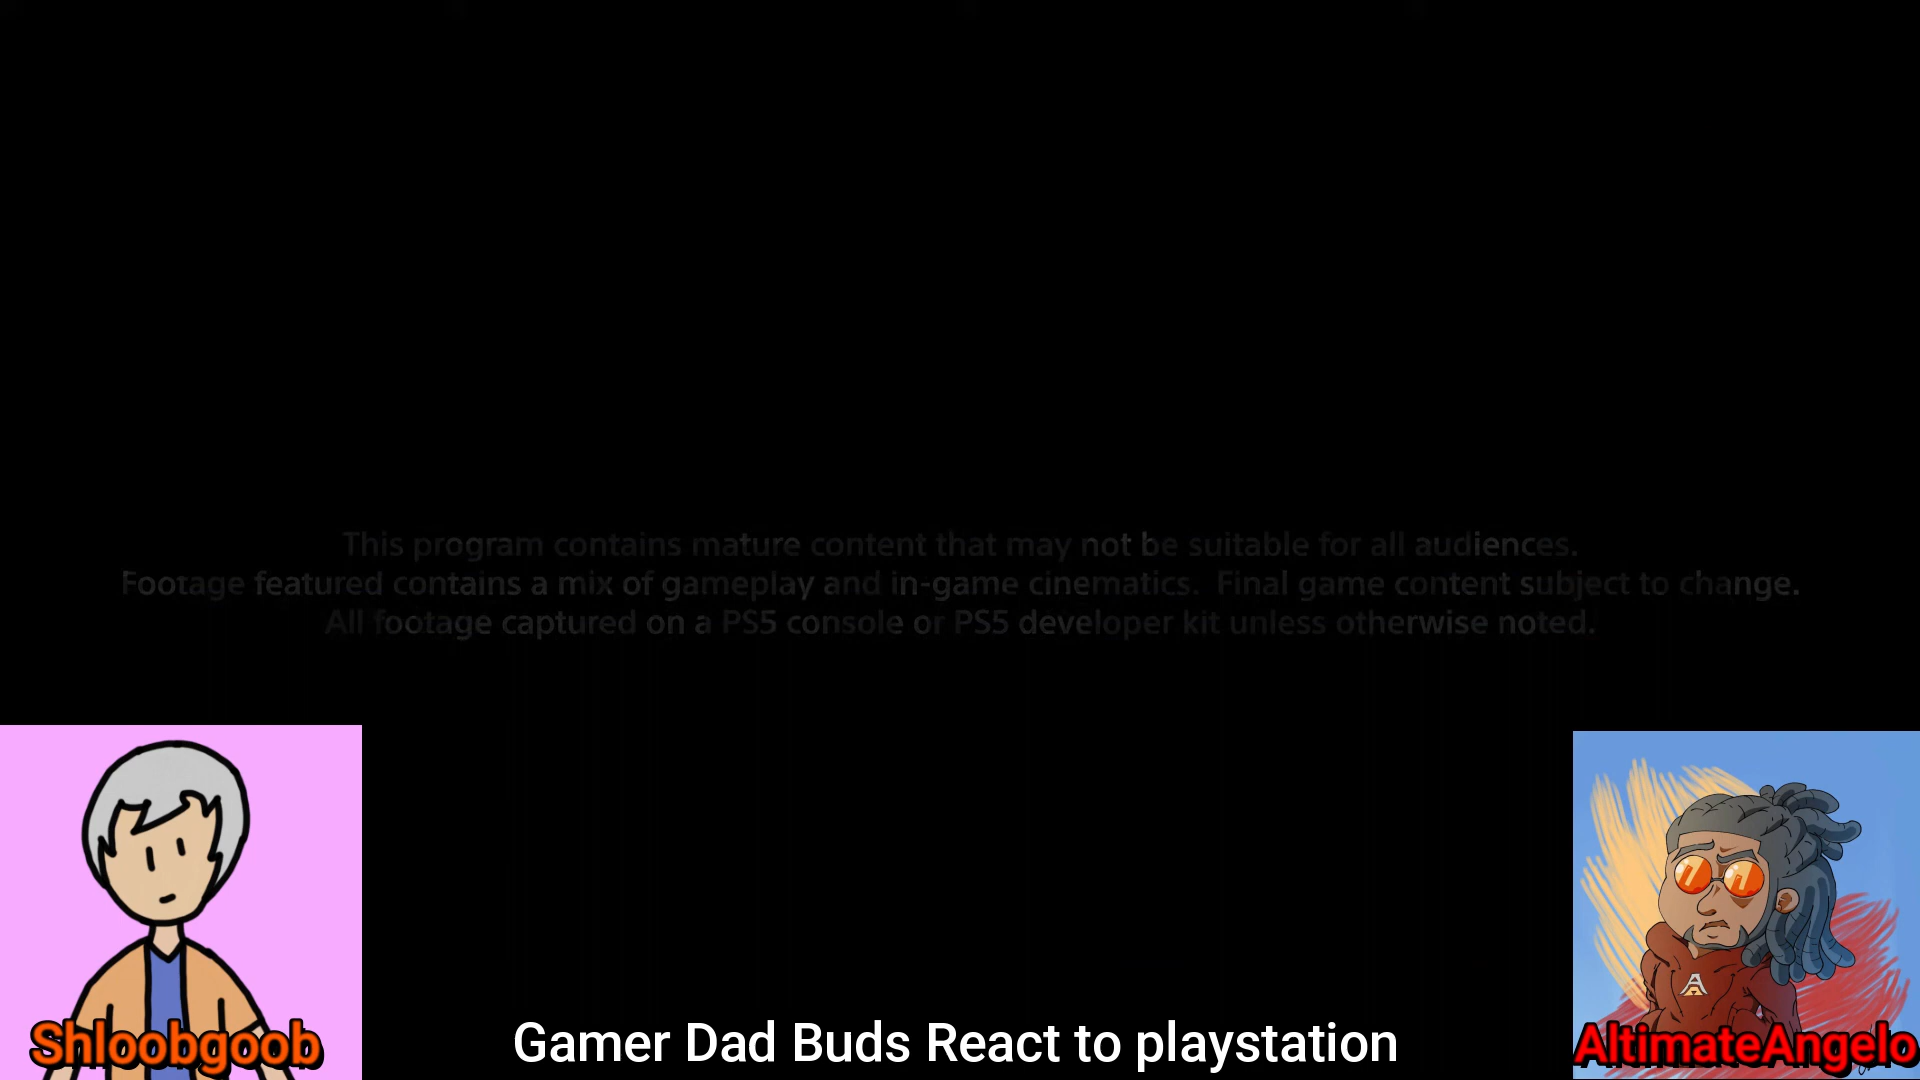 This program contains mature content that may not be suitable for all audiences.
Footage featured contains a mix of gameplay and in-game cinematics. Final game content subject to change.
All footage captured on a PS5 console or PS5 developer kit unless otherwise noted.
Shloobgoob
Gamer Dad Buds React to playstation
AltimateAngelo